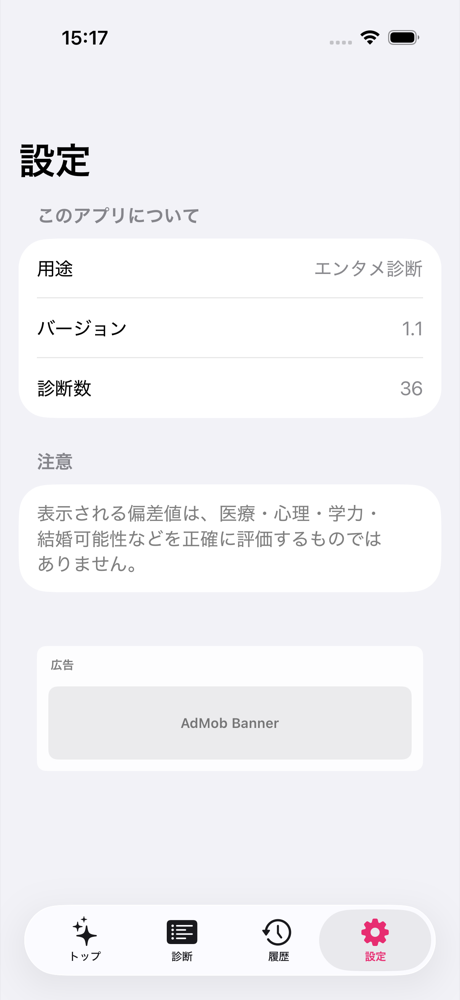 15:17
設定
このアプリについて
用途 エンタメ診断
バージョン 1.1
診断数 36
注意
表示される偏差値は、医療・心理・学力・
結婚可能性などを正確に評価するものでは
ありません。
広告
AdMob Banner
トップ 診断 履歴 設定